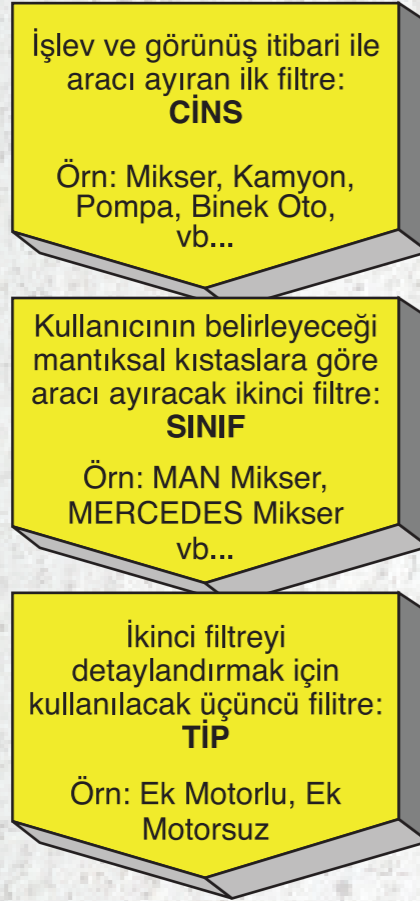 İşlev ve görünüş itibari ile
aracı ayıran ilk filtre:
CİNS
Örn: Mikser, Kamyon,
Pompa, Binek Oto,
vb...
Kullanıcının belirleyeceği
mantıksal kıstaslara göre
aracı ayıracak ikinci filtre:
SINIF
Örn: MAN Mikser,
MERCEDES Mikser
vb...
İkinci filtreyi
detaylandırmak için
kullanılacak üçüncü filitre:
TİP
Örn: Ek Motorlu, Ek
Motorsuz